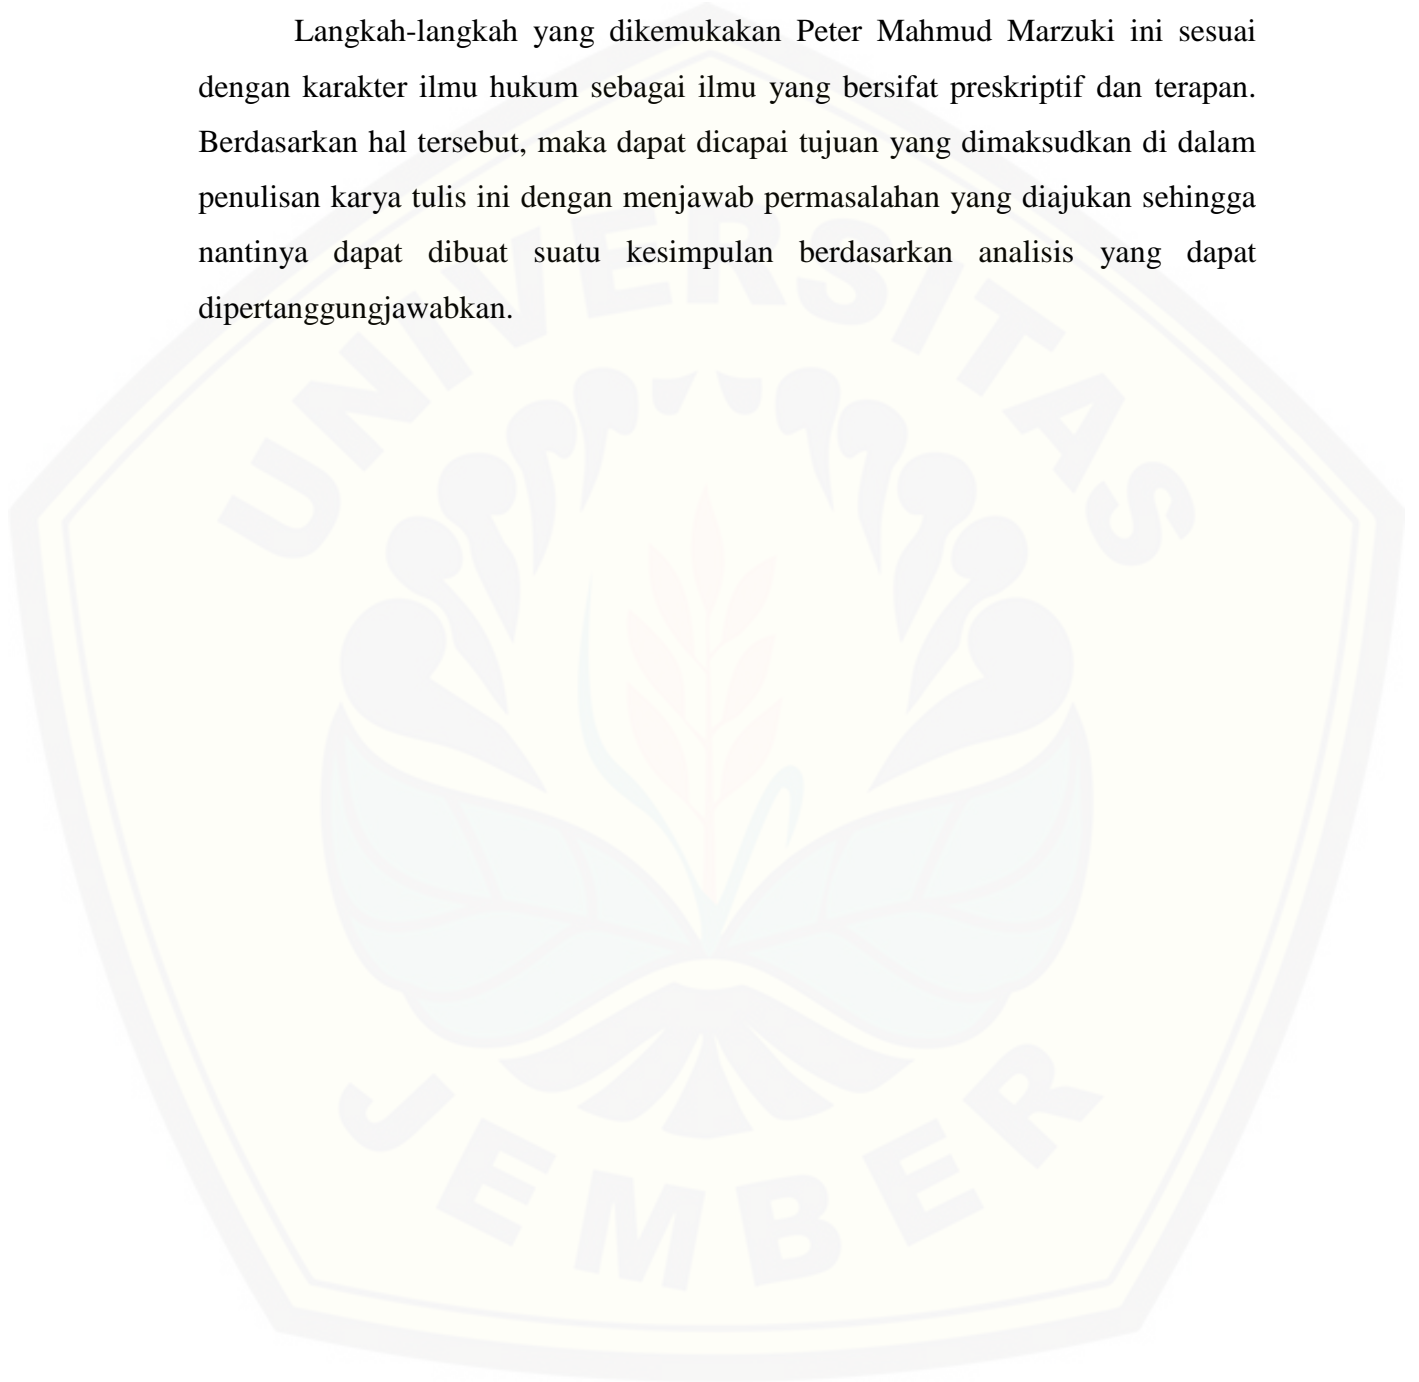 Langkah-langkah yang dikemukakan Peter Mahmud Marzuki ini sesuai
dengan karakter ilmu hukum sebagai ilmu yang bersifat preskriptif dan terapan.
Berdasarkan hal tersebut, maka dapat dicapai tujuan yang dimaksudkan di dalam
penulisan karya tulis ini dengan menjawab permasalahan yang diajukan sehingga
nantinya dapat dibuat suatu kesimpulan berdasarkan analisis yang dapat
dipertanggungjawabkan.
UNIVERSITAS
JEMBER